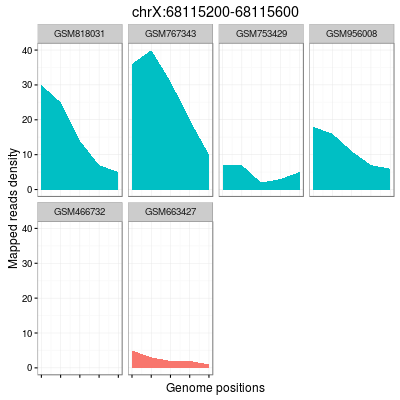 chrX:68115200-68115600
GSM818031 GSM767343 GSM753429 GSM956008
40
30
20
10
0
GSM466732 GSM663427
40
30
20
10
0
Mapped reads density
Genome positions